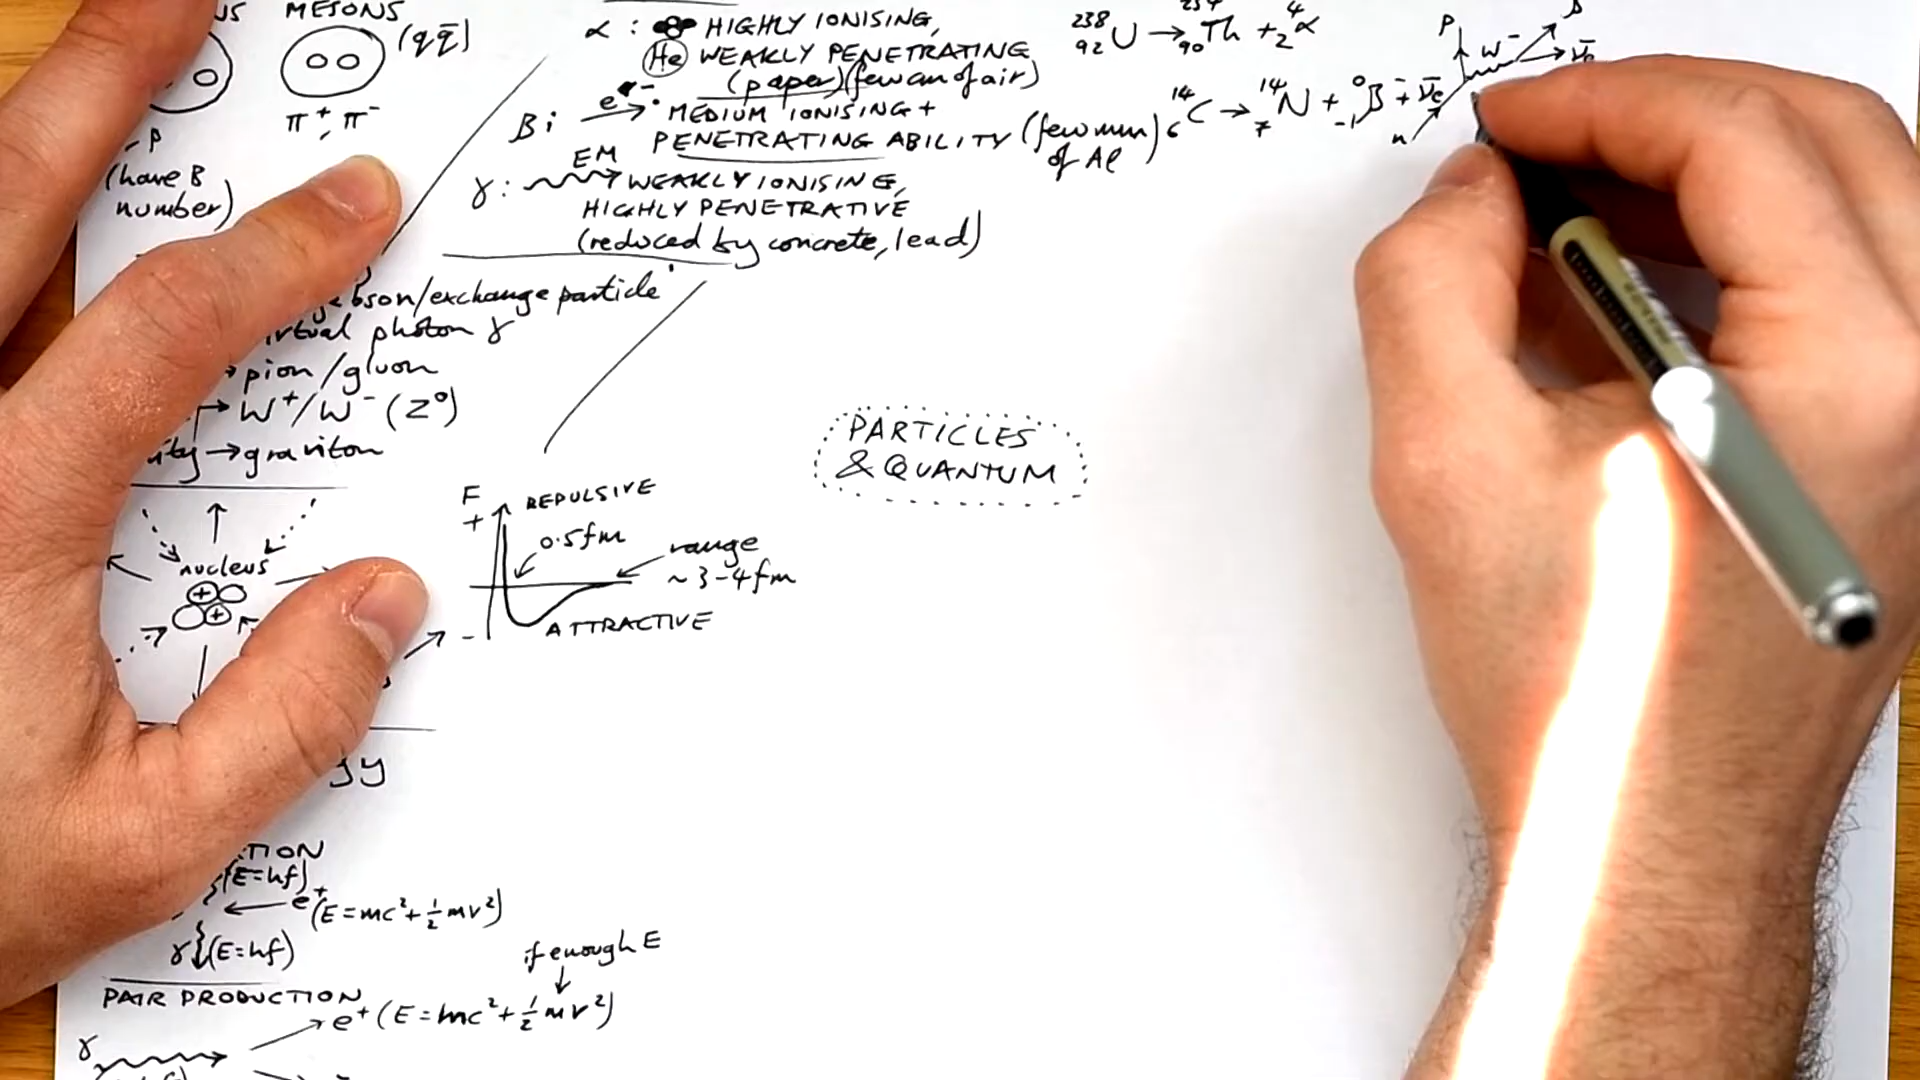 MESONS
(qq̄)
π⁺, π⁻
(have B
number)
α : HIGHLY IONISING,
He WEAKLY PENETRATING
(paper) (few cm of air)
e⁻
MEDIUM IONISING +
PENETRATING ABILITY (few mm
of Al)
EM
γ : WEAKLY IONISING,
HIGHLY PENETRATIVE
(reduced by concrete, lead)
²³⁸₉₂U → ²³⁴₉₀Th + ⁴₂α
¹⁴₆C → ¹⁴₇N + ⁰₋₁β⁻ + ν̄e
P
W⁻
n
boson/exchange particle
photon γ
→ pion/gluon
→ W⁺/W⁻ (Z⁰)
→ graviton
nucleus
+
+
F
+
REPULSIVE
0.5fm
range
~ 3-4fm
ATTRACTIVE
-
PARTICLES
& QUANTUM
(E=hf)
e⁺ (E=mc²+½mv²)
γ (E=hf)
PAIR PRODUCTION
if enough E
e⁺ (E=mc²+½mv²)
γ